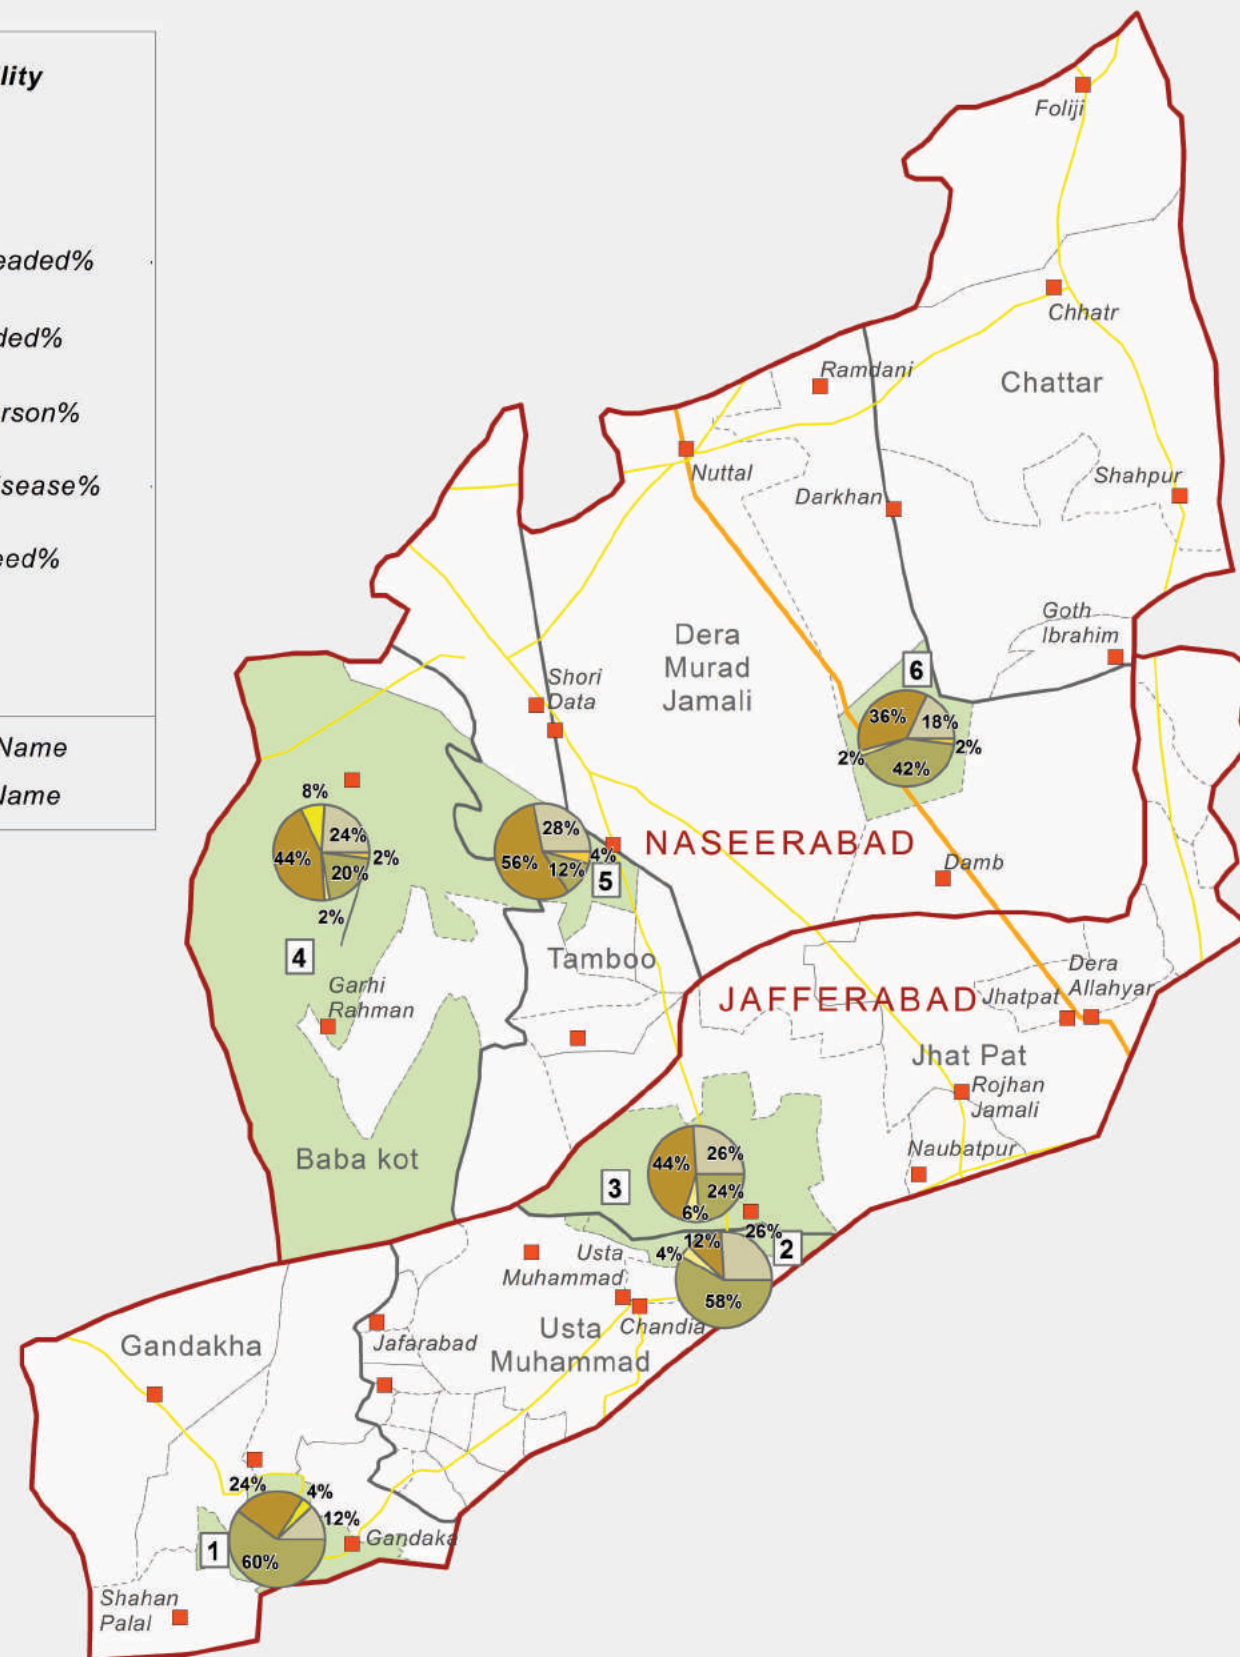 lity
eaded%
ded%
rson%
sease%
eed%
Name
Name
Foliji
Chhatr
Ramdani
Chattar
Nuttal
Shahpur
Darkhan
Goth
Ibrahim
Dera
Murad
Jamali
6
Shori
Data
36%
18%
2%
2%
42%
8%
24%
44%
2%
20%
2%
28%
56%
12%
4%
5
NASEERABAD
Damb
4
Tamboo
Garhi
Rahman
Dera
Allahyar
JAFFERABAD
Jhatpat
Jhat Pat
Rojhan
Jamali
Naubatpur
Baba kot
3
44%
26%
24%
6%
26%
2
12%
4%
58%
Usta
Muhammad
Chandia
Usta
Muhammad
Gandakha
Jafarabad
24%
4%
12%
60%
1
Gandaka
Shahan
Palal